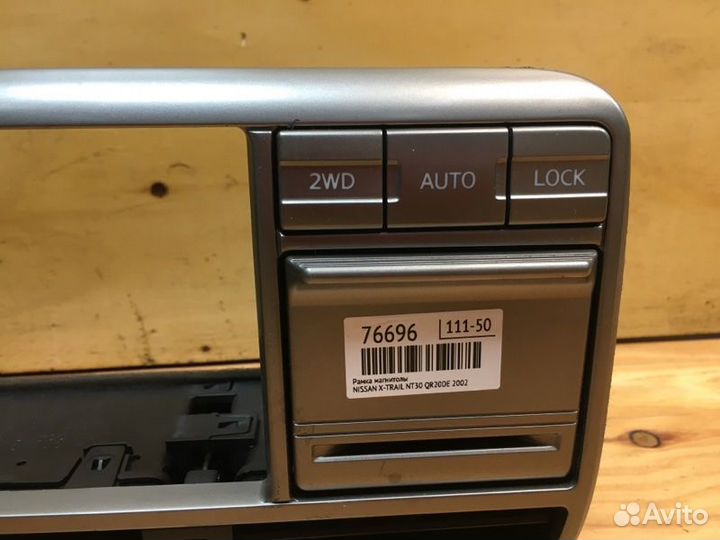 2WD AUTO LOCK
76696 111-50
Рамка магнитолы
NISSAN X-TRAIL NT30 QR20DE 2002
Avito